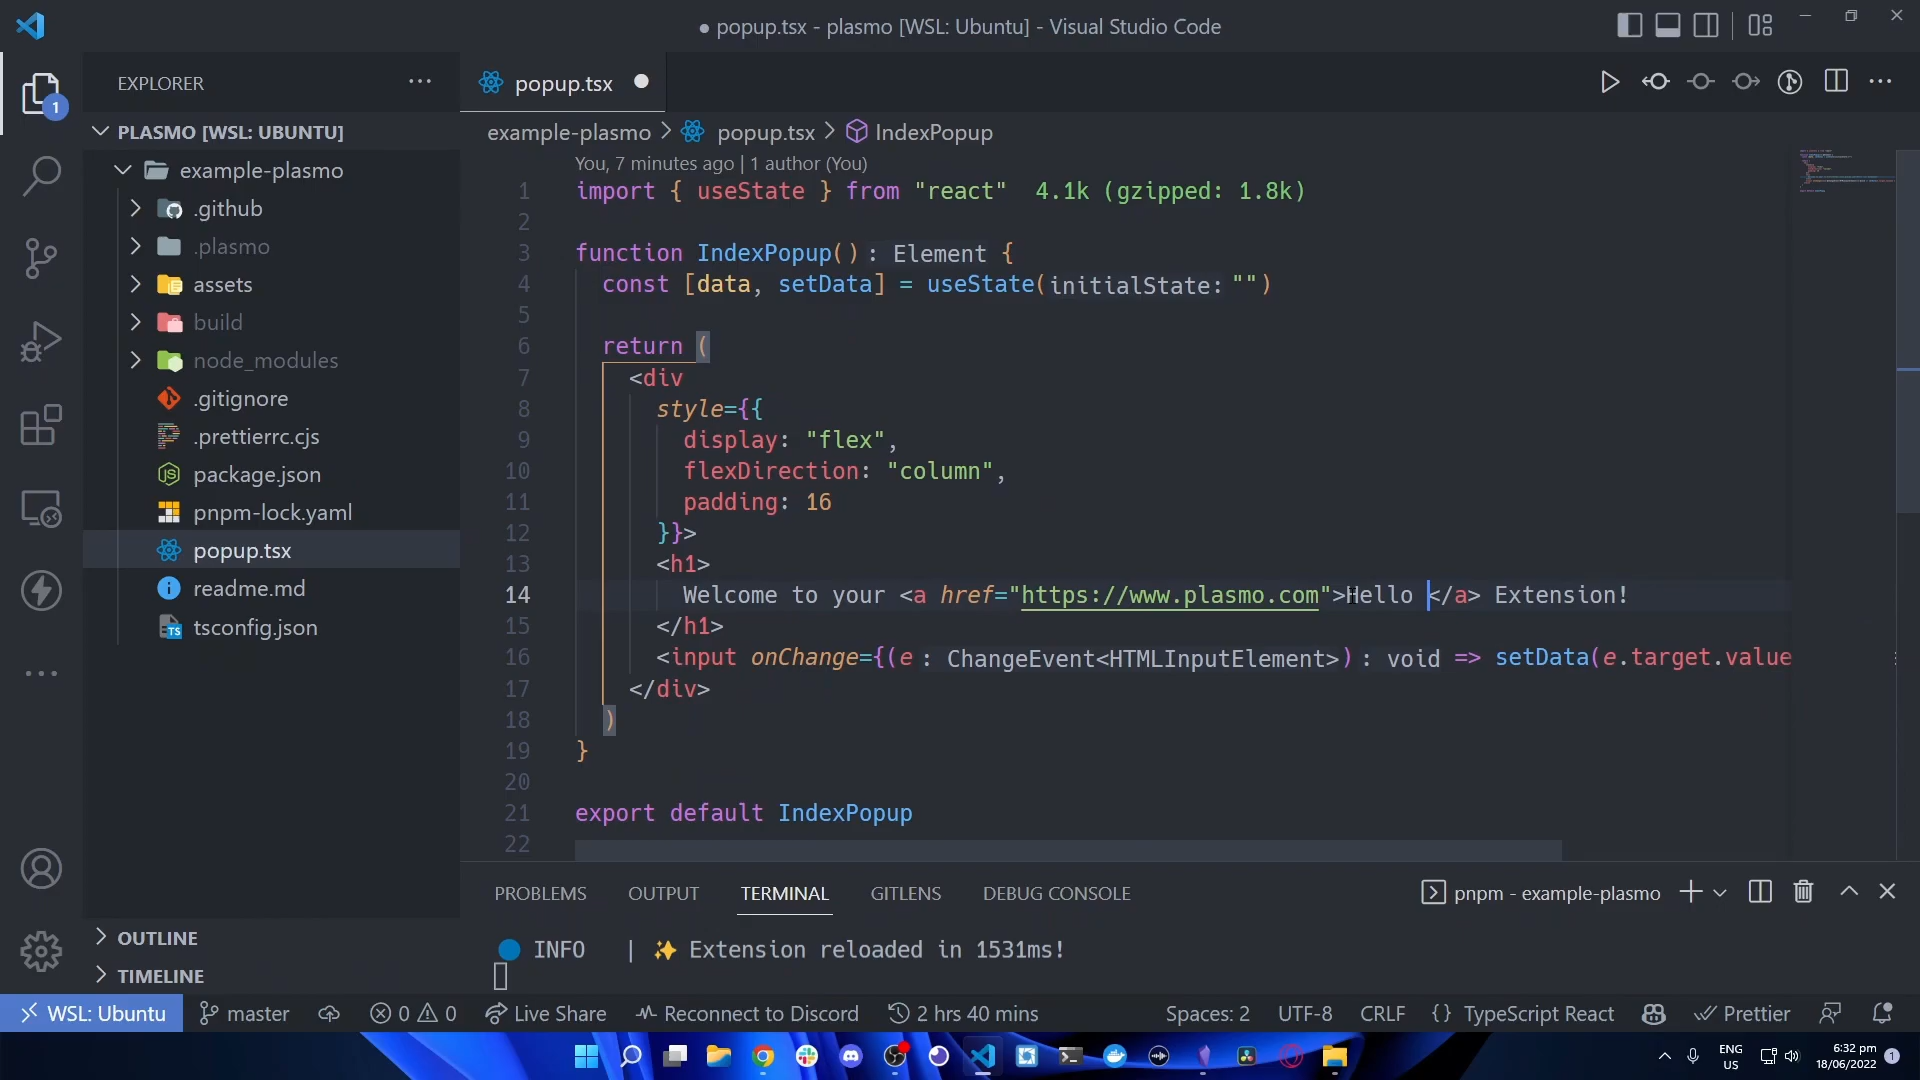 ● popup.tsx - plasmo [WSL: Ubuntu] - Visual Studio Code
EXPLORER
popup.tsx
1
PLASMO [WSL: UBUNTU]
example-plasmo
.github
.plasmo
assets
build
node_modules
.gitignore
.prettierrc.cjs
package.json
pnpm-lock.yaml
popup.tsx
readme.md
tsconfig.json
OUTLINE
TIMELINE
example-plasmo > popup.tsx > IndexPopup
You, 7 minutes ago | 1 author (You)
1 import { useState } from "react" 4.1k (gzipped: 1.8k)
2
3 function IndexPopup(): Element {
4 const [data, setData] = useState(initialState: "")
5
6 return (
7 <div
8 style={{
9 display: "flex",
10 flexDirection: "column",
11 padding: 16
12 }}>
13 <h1>
14 Welcome to your <a href="https://www.plasmo.com">Hello </a> Extension!
15 </h1>
16 <input onChange={(e: ChangeEvent<HTMLInputElement>): void => setData(e.target.value
17 </div>
18 )
19 }
20
21 export default IndexPopup
22
PROBLEMS OUTPUT TERMINAL GITLENS DEBUG CONSOLE
pnpm - example-plasmo
INFO | ✨ Extension reloaded in 1531ms!
WSL: Ubuntu master 0 0 Live Share Reconnect to Discord 2 hrs 40 mins Spaces: 2 UTF-8 CRLF {} TypeScript React Prettier
ENG
US
6:32 pm
18/06/2022
1